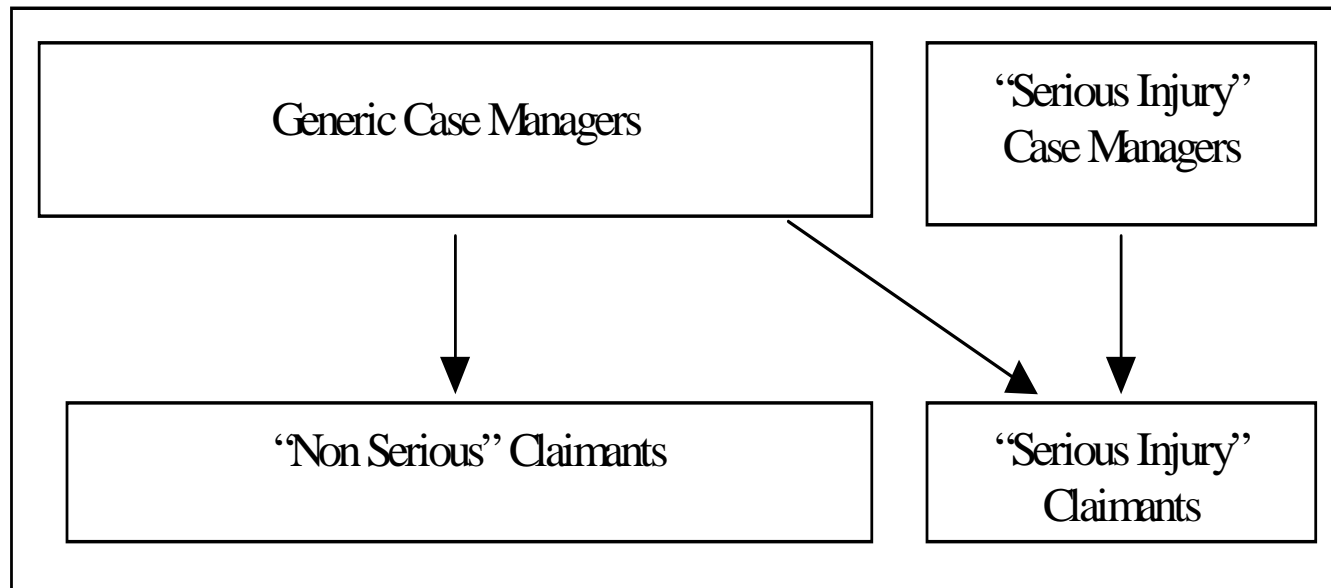 Generic Case Managers
“Serious Injury”
Case Managers
“Non Serious” Claimants
“Serious Injury”
Claimants